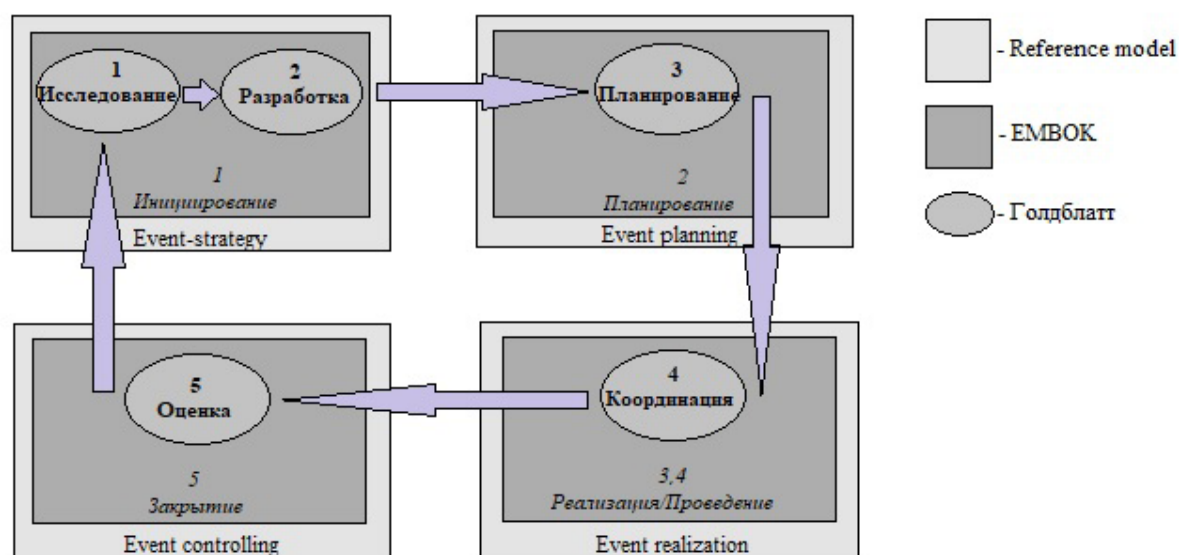 1
Исследование
2
Разработка
1
Инициирование
Event-strategy
3
Планирование
2
Планирование
Event planning
- Reference model
- EMBOK
- Голдблатт
5
Оценка
5
Закрытие
Event controlling
4
Координация
3,4
Реализация/Проведение
Event realization